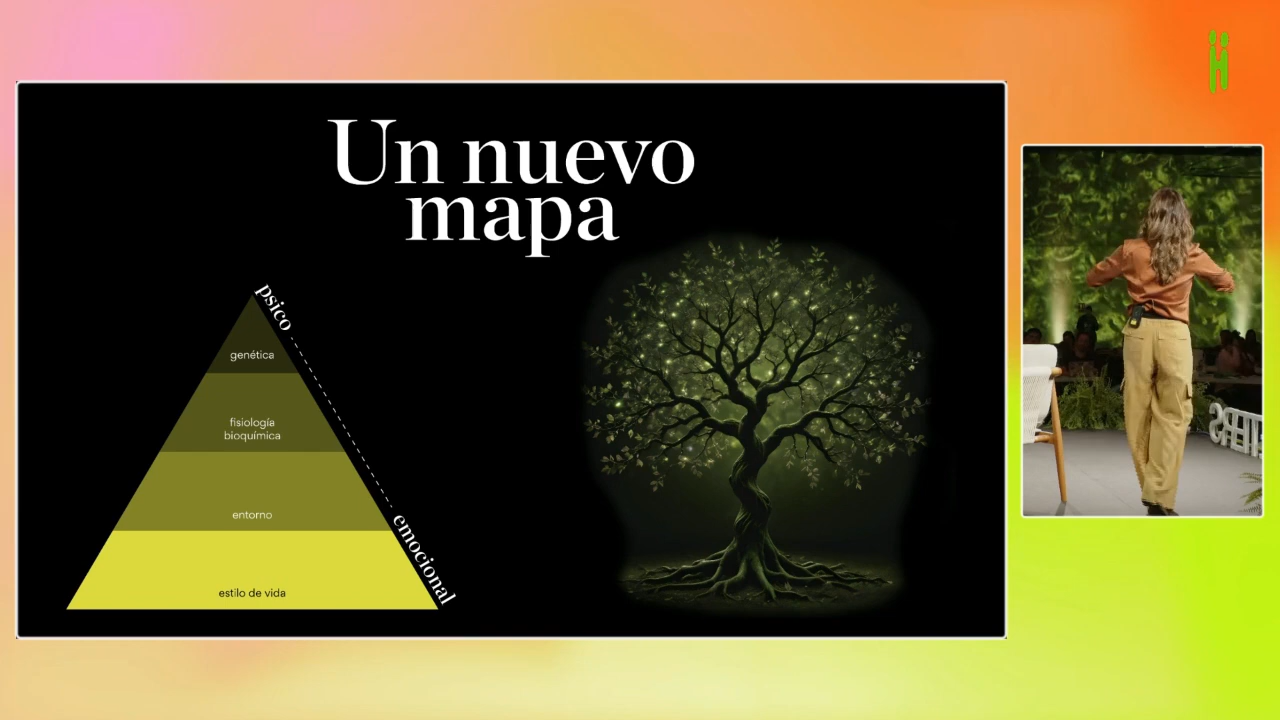 Un nuevo
mapa
psico
emocional
genética
fisiología
bioquímica
entorno
estilo de vida